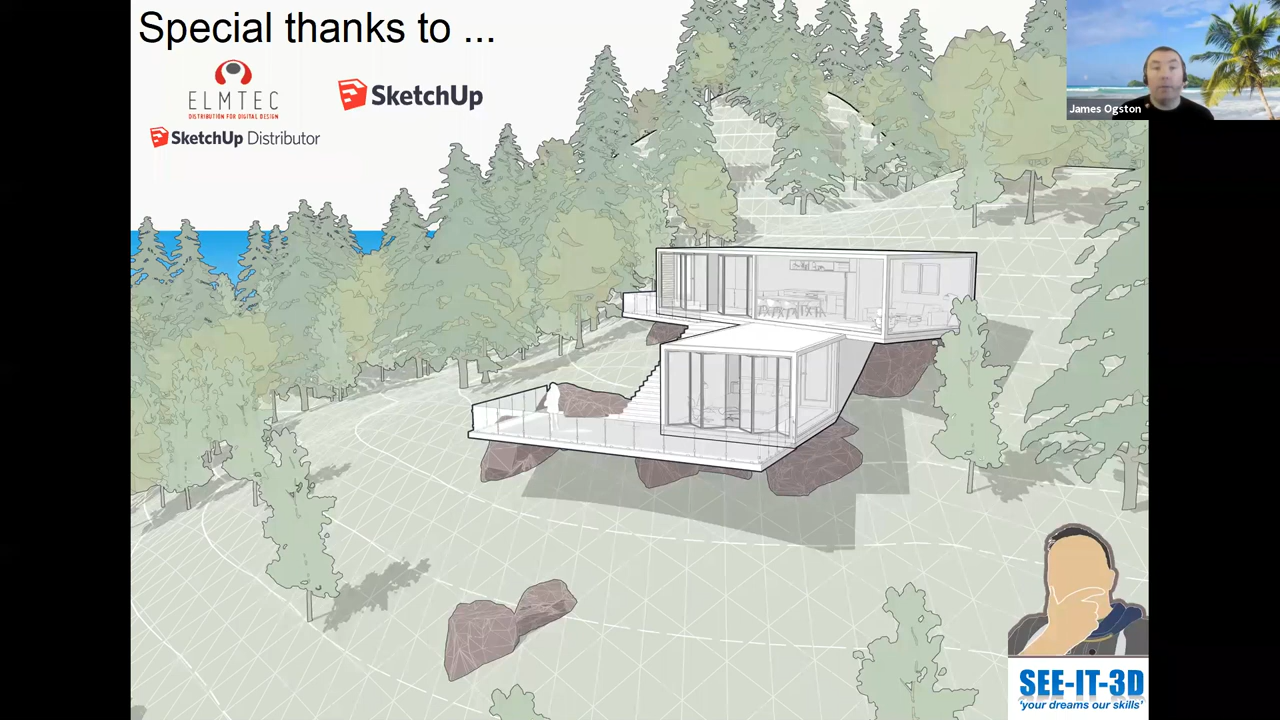 Special thanks to ...
ELMTEC
DISTRIBUTION FOR DIGITAL DESIGN
SketchUp
SketchUp Distributor
James Ogston
SEE-IT-3D
'your dreams our skills'